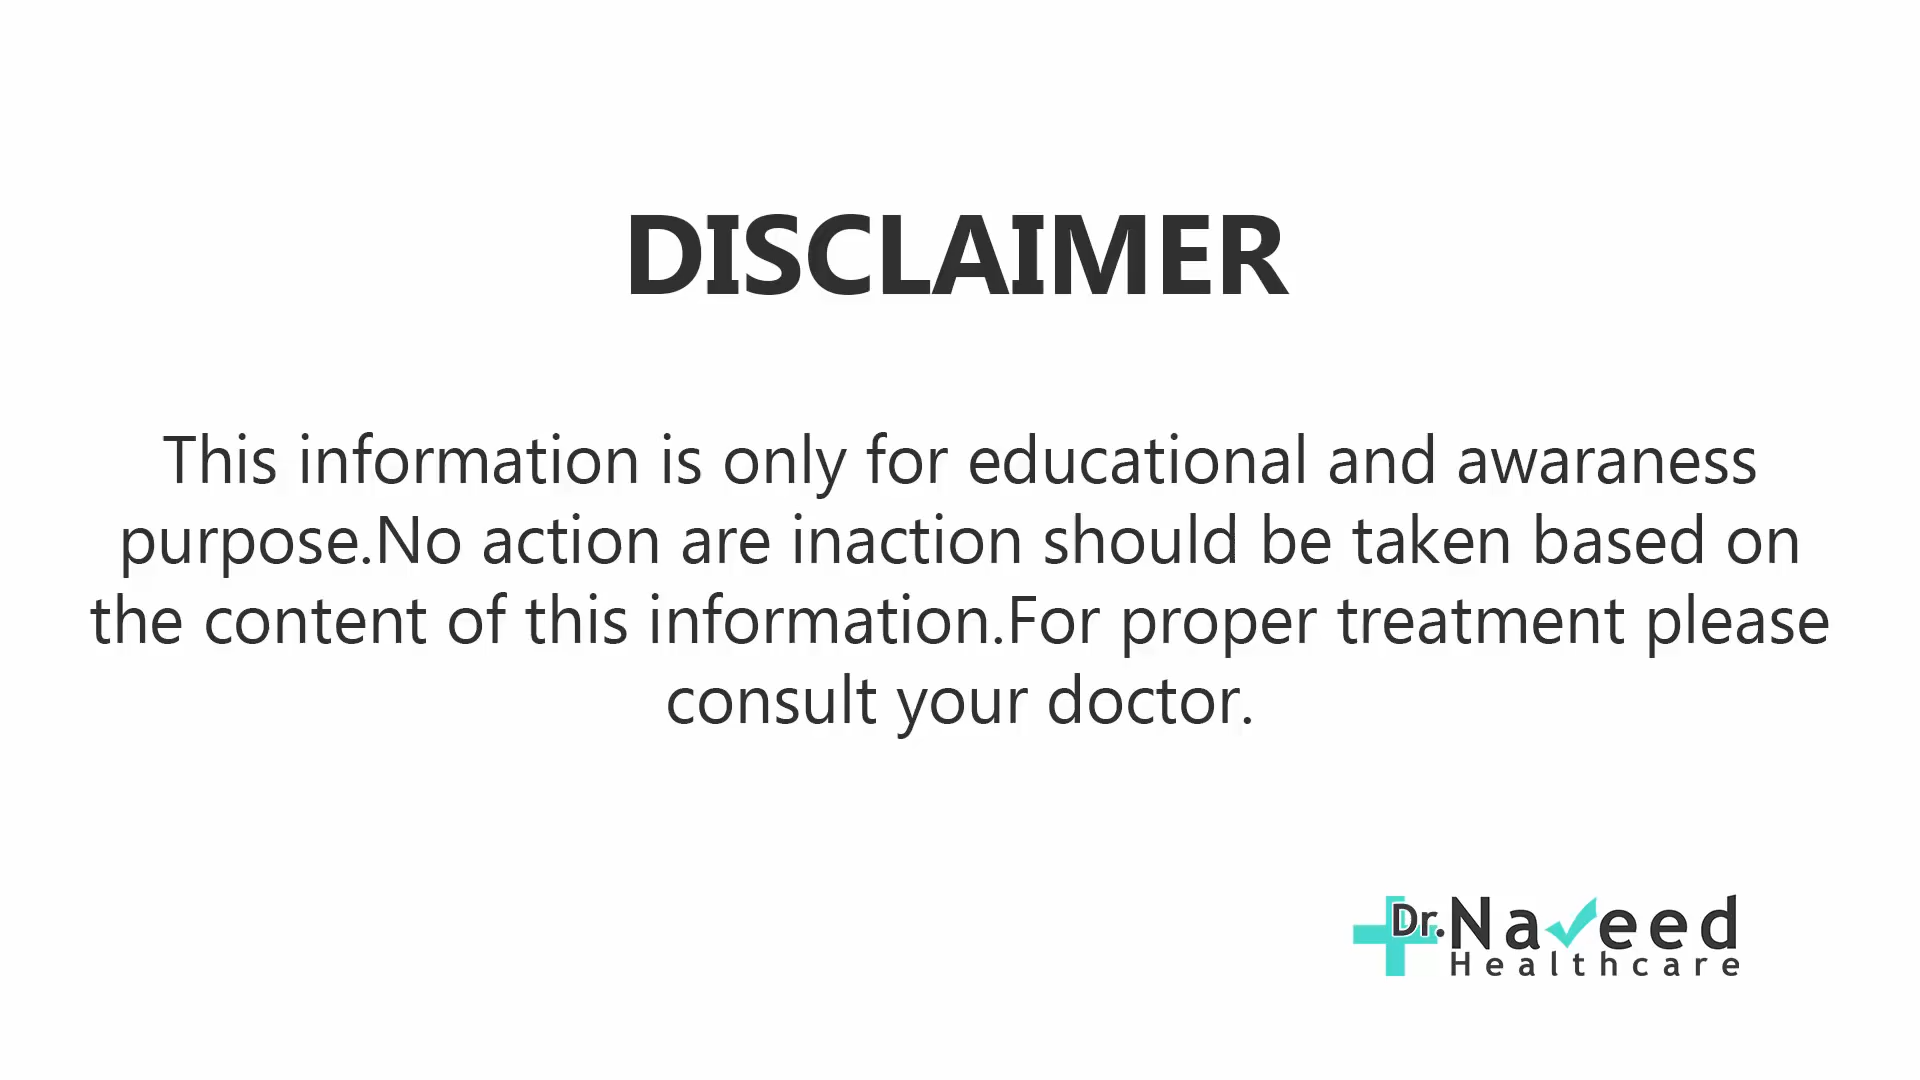 DISCLAIMER
This information is only for educational and awaraness
purpose.No action are inaction should be taken based on
the content of this information.For proper treatment please
consult your doctor.
Dr.Naveed
Healthcare